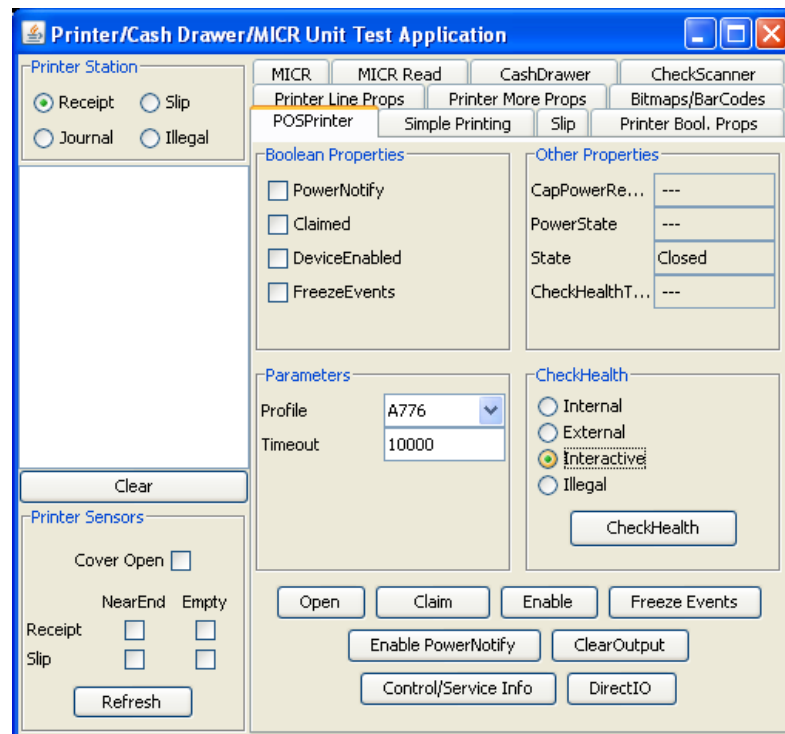 Printer/Cash Drawer/MICR Unit Test Application
Printer Station
Receipt Slip
Journal Illegal
Clear
Printer Sensors
Cover Open
NearEnd Empty
Receipt
Slip
Refresh
MICR MICR Read CashDrawer CheckScanner
Printer Line Props Printer More Props Bitmaps/BarCodes
POSPrinter Simple Printing Slip Printer Bool. Props
Boolean Properties
PowerNotify
Claimed
DeviceEnabled
FreezeEvents
Other Properties
CapPowerRe... ---
PowerState ---
State Closed
CheckHealthT... ---
Parameters
Profile A776
Timeout 10000
CheckHealth
Internal
External
Interactive
Illegal
CheckHealth
Open Claim Enable Freeze Events
Enable PowerNotify ClearOutput
Control/Service Info DirectIO